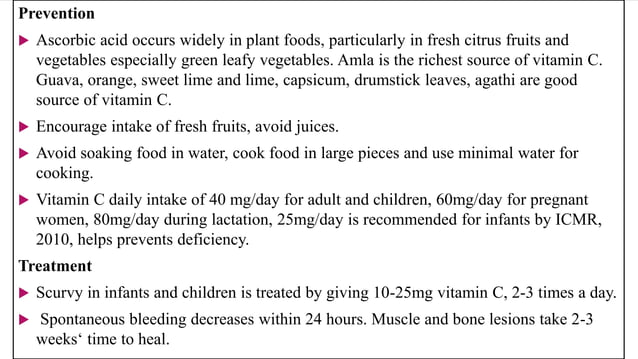 Prevention
▶ Ascorbic acid occurs widely in plant foods, particularly in fresh citrus fruits and
vegetables especially green leafy vegetables. Amla is the richest source of vitamin C.
Guava, orange, sweet lime and lime, capsicum, drumstick leaves, agathi are good
source of vitamin C.
▶ Encourage intake of fresh fruits, avoid juices.
▶ Avoid soaking food in water, cook food in large pieces and use minimal water for
cooking.
▶ Vitamin C daily intake of 40 mg/day for adult and children, 60mg/day for pregnant
women, 80mg/day during lactation, 25mg/day is recommended for infants by ICMR,
2010, helps prevents deficiency.
Treatment
▶ Scurvy in infants and children is treated by giving 10-25mg vitamin C, 2-3 times a day.
▶ Spontaneous bleeding decreases within 24 hours. Muscle and bone lesions take 2-3
weeks‘ time to heal.